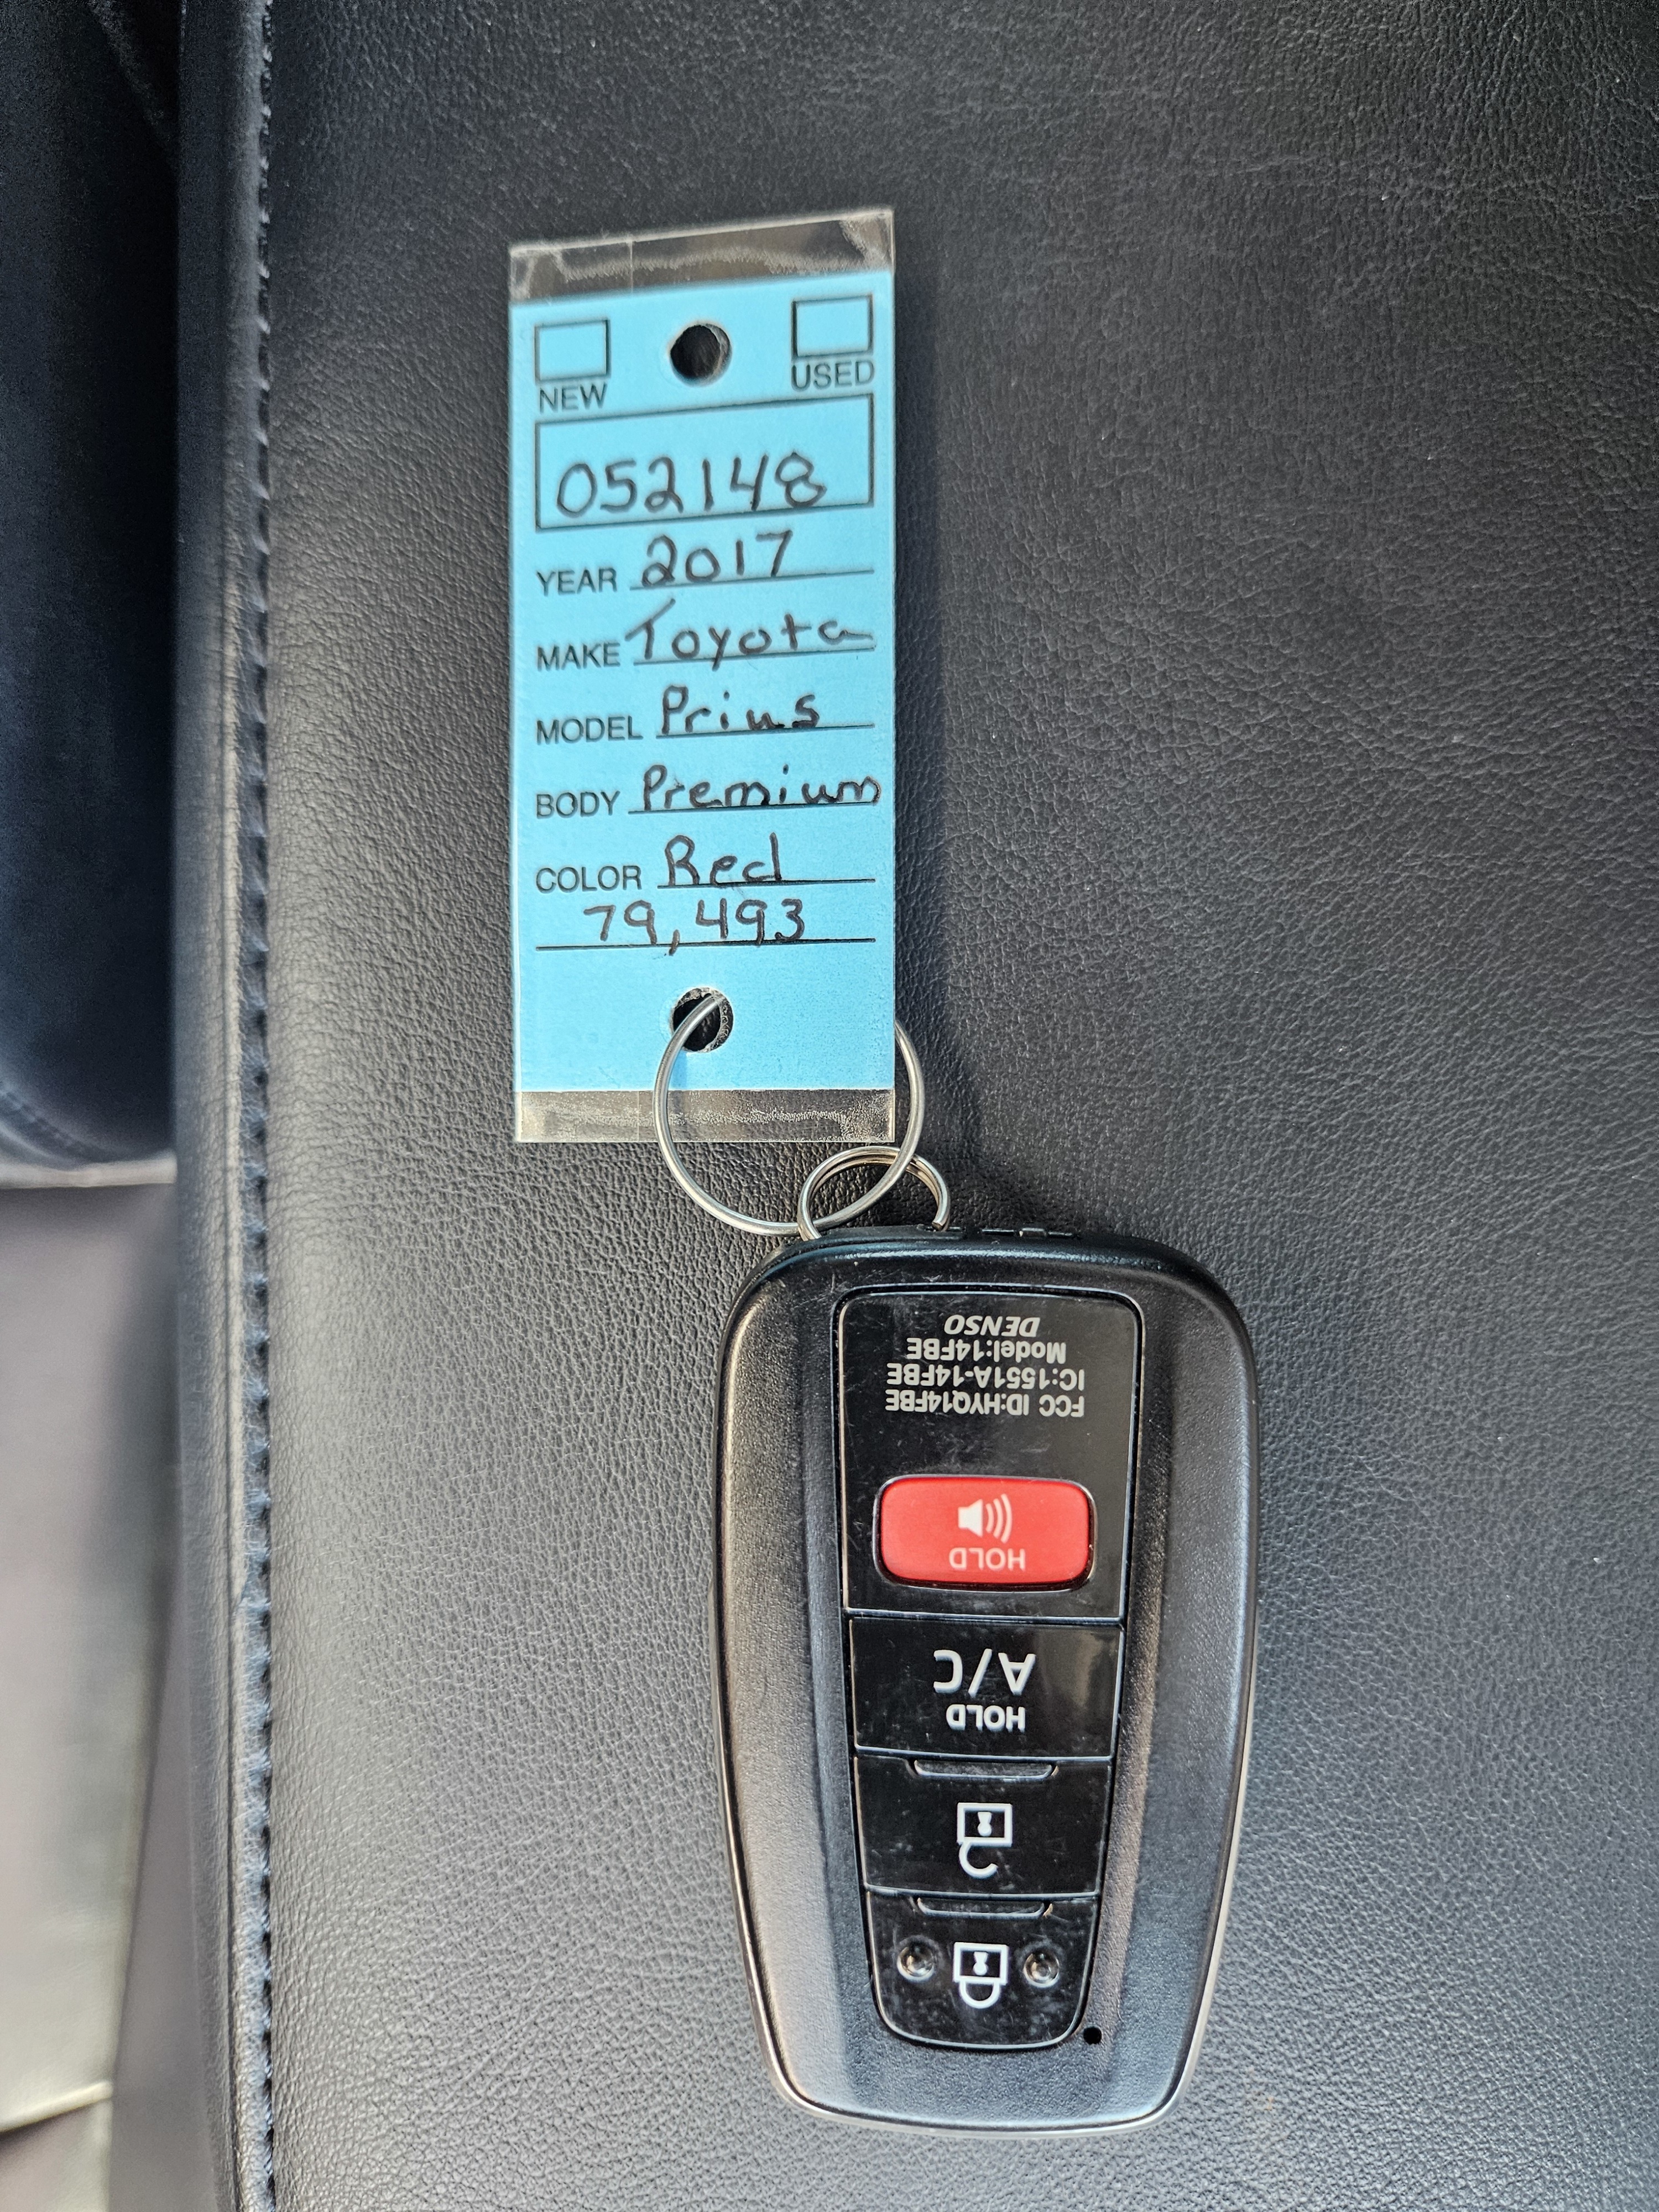 NEW USED
052148
YEAR 2017
MAKE Toyota
MODEL Prius
BODY Premium
COLOR Red
79,493
HOLD
A/C
HOLD
FCC ID:HYQ14FBE
IC:1551A-14FBE
Model:14FBE
DENSO